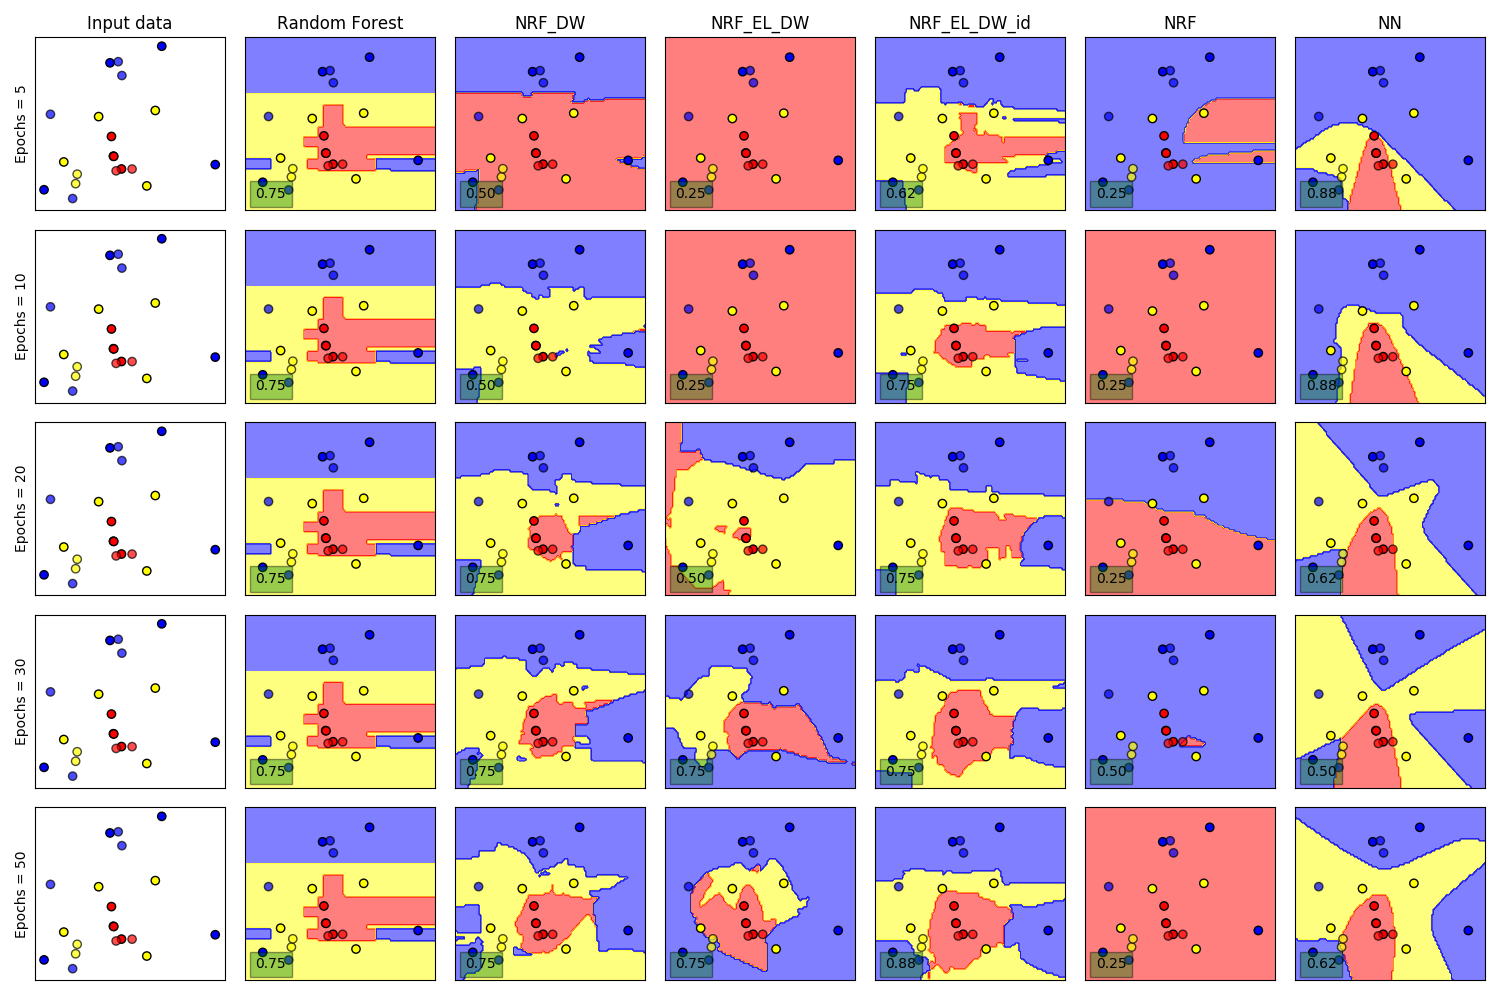 Input data Random Forest NRF_DW NRF_EL_DW NRF_EL_DW_id NRF NN
Epochs = 5 0.75 0.50 0.25 0.62 0.25 0.88
Epochs = 10 0.75 0.50 0.25 0.75 0.25 0.88
Epochs = 20 0.75 0.75 0.50 0.75 0.25 0.62
Epochs = 30 0.75 0.75 0.75 0.75 0.50 0.50
Epochs = 50 0.75 0.75 0.75 0.88 0.25 0.62